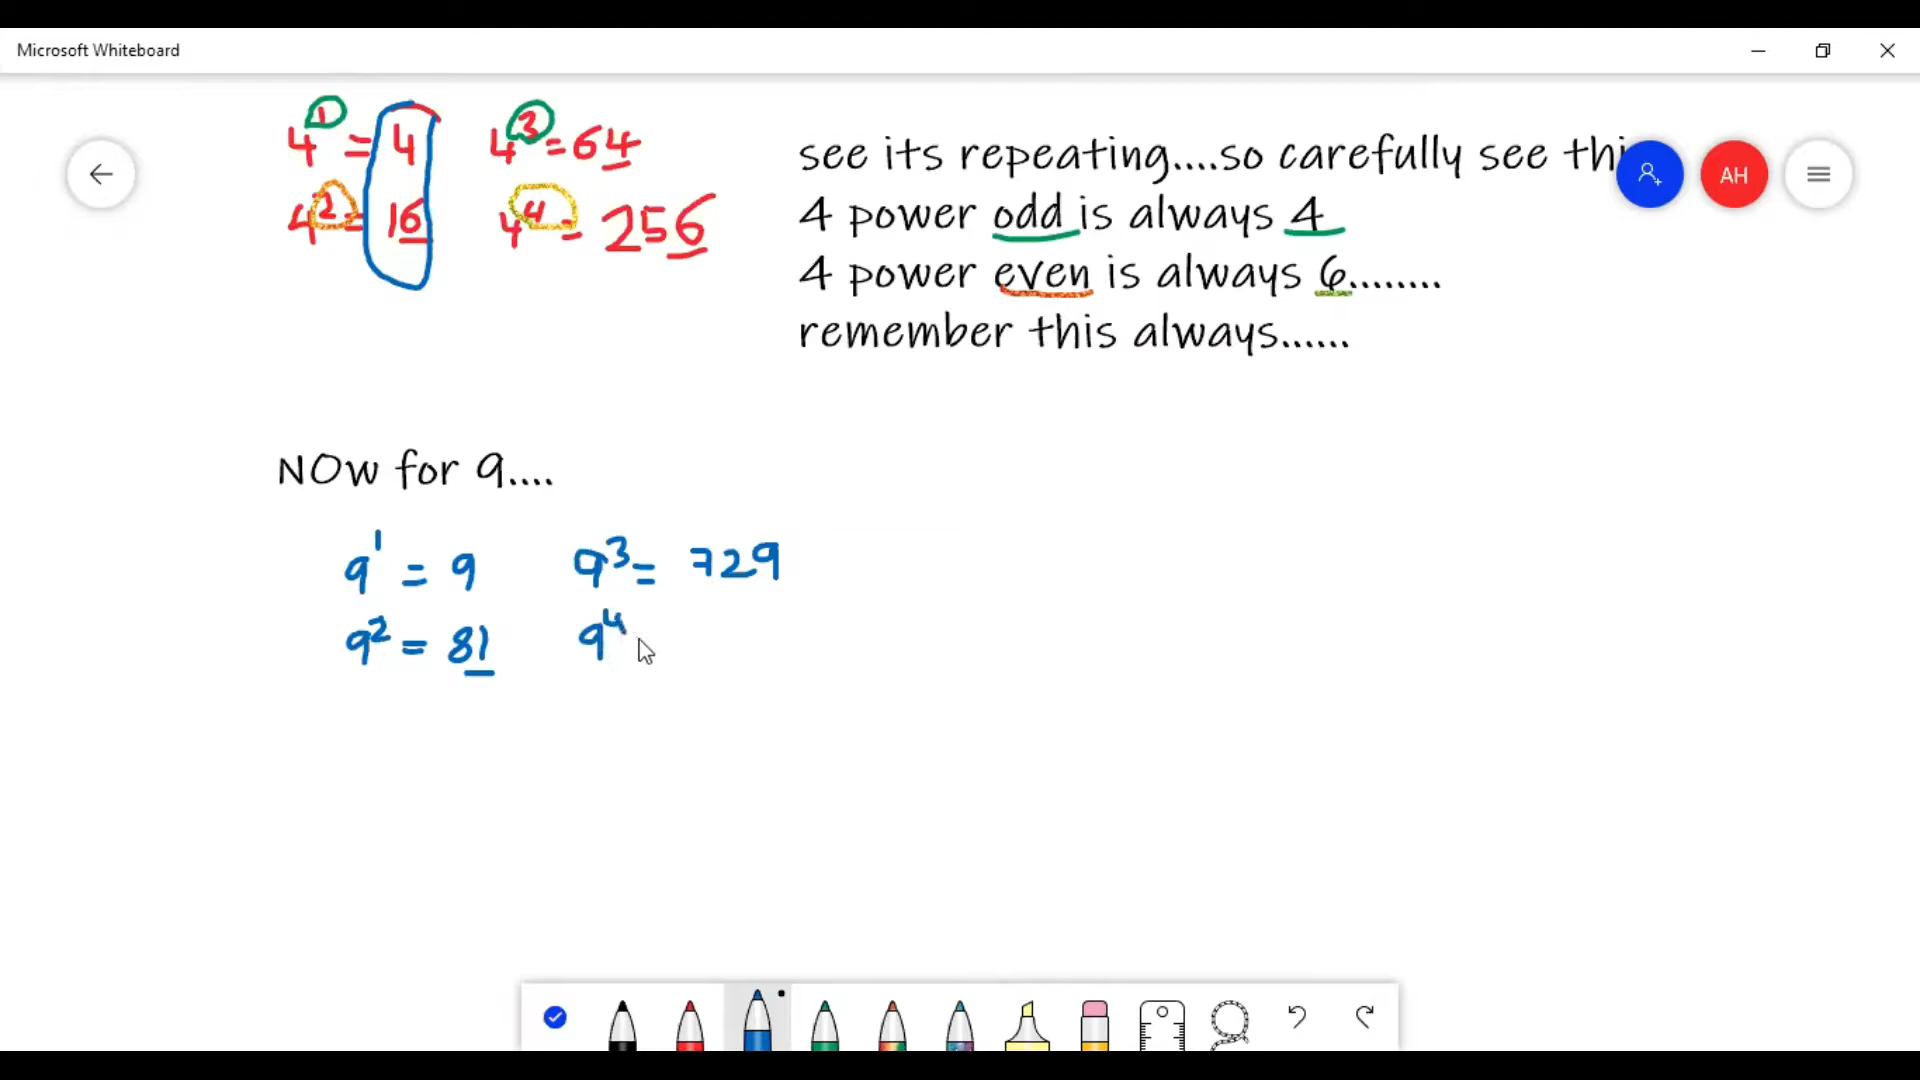 Microsoft Whiteboard
4¹ = 4
4³ = 64
4² = 16
4⁴ = 256
see its repeating....so carefully see thi
4 power odd is always 4
4 power even is always 6........
remember this always......
AH
NOw for 9....
9¹ = 9
9³ = 729
9² = 81
9⁴